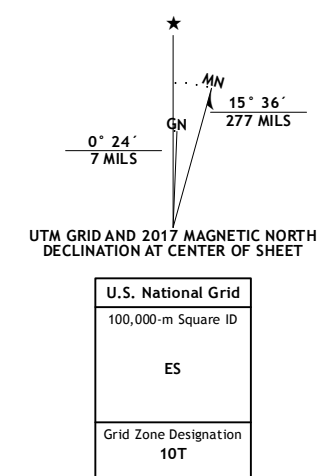 MN
15° 36´
277 MILS
GN
0° 24´
7 MILS
UTM GRID AND 2017 MAGNETIC NORTH
DECLINATION AT CENTER OF SHEET
U.S. National Grid
100,000-m Square ID
ES
Grid Zone Designation
10T